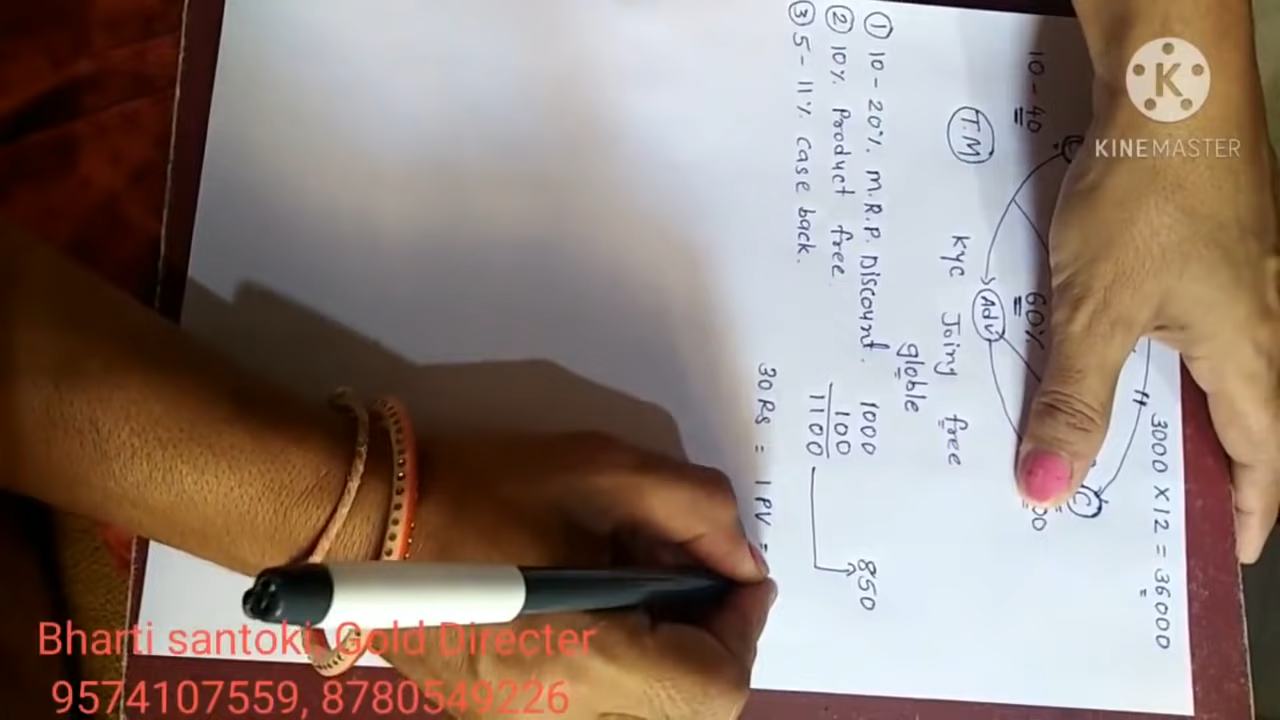 3000 X 12 = 36000
10 - 40
60%
C
Adv
T.M
Kyc Joing free
globle
① 10 - 20% M.R.P. Discount.
② 10% Product free.
③ 5 - 11% case back.
1000
100
1100
850
30 Rs = 1 PV =
K
KINEMASTER
Bharti santoki, Gold Directer
9574107559, 8780549226